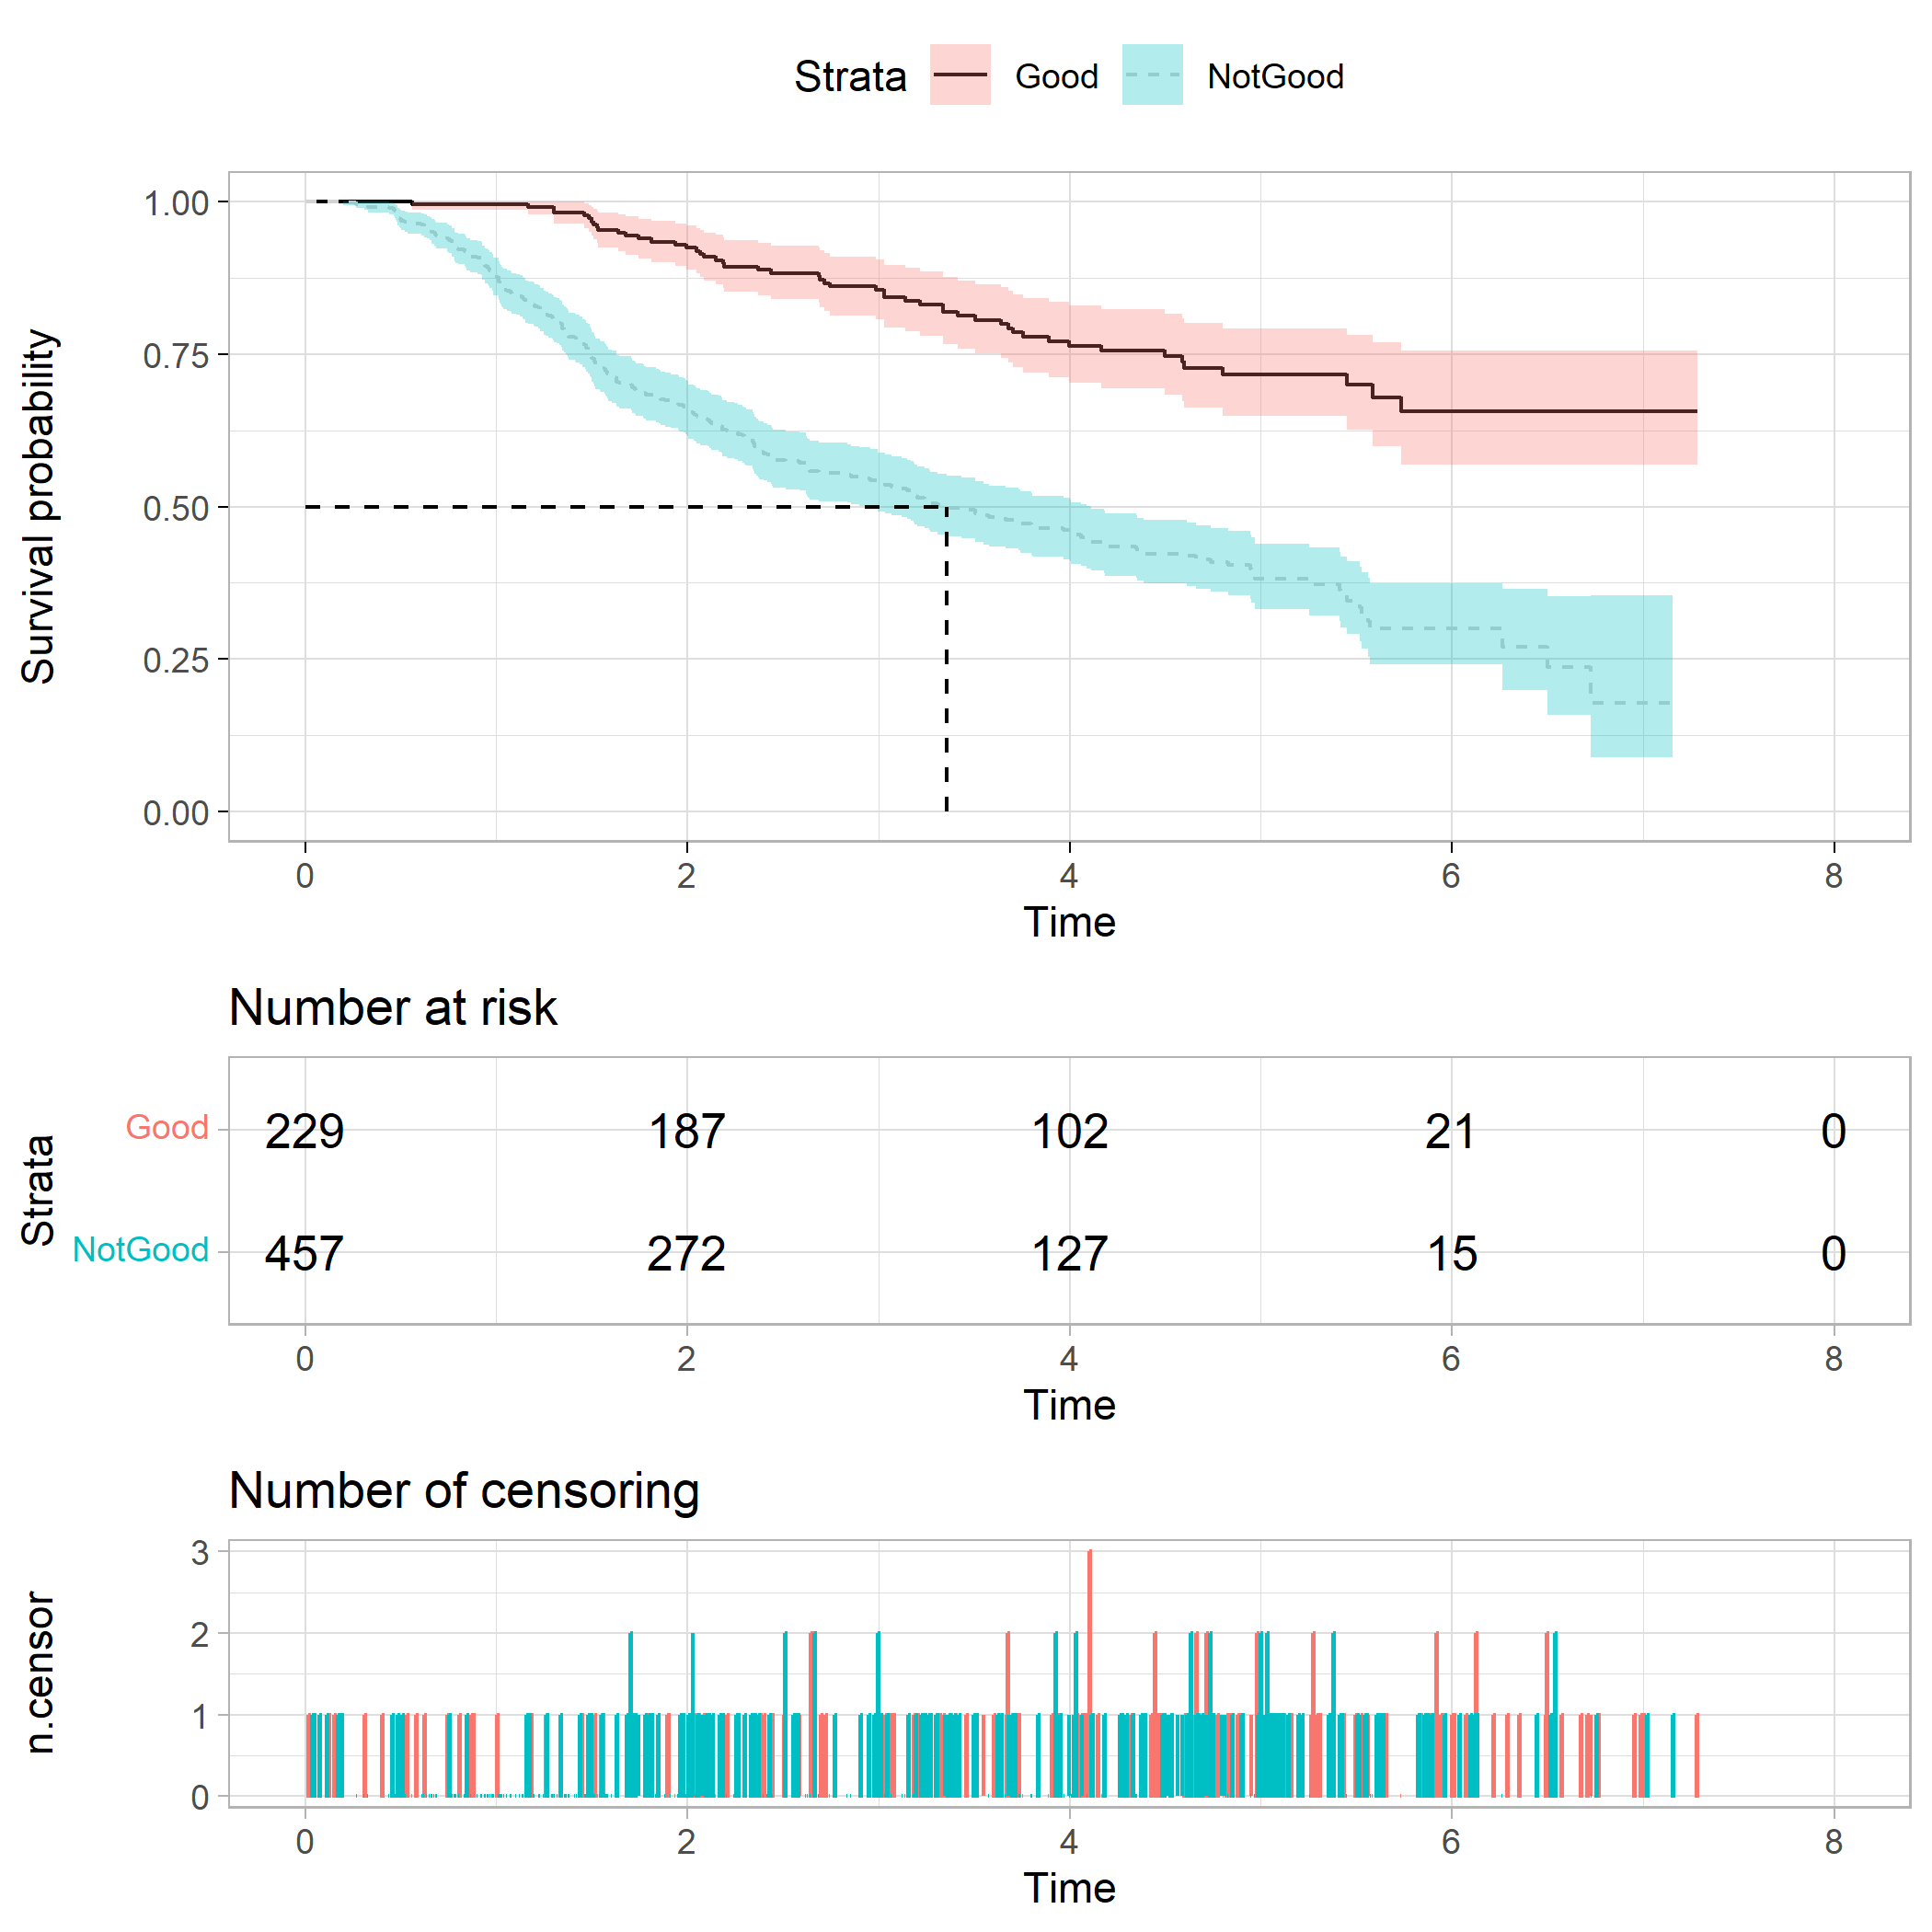 Strata Good NotGood
Survival probability
1.00
0.75
0.50
0.25
0.00
0 2 4 6 8
Time
Number at risk
Strata
Good 229 187 102 21 0
NotGood 457 272 127 15 0
0 2 4 6 8
Time
Number of censoring
n.censor
3
2
1
0
0 2 4 6 8
Time